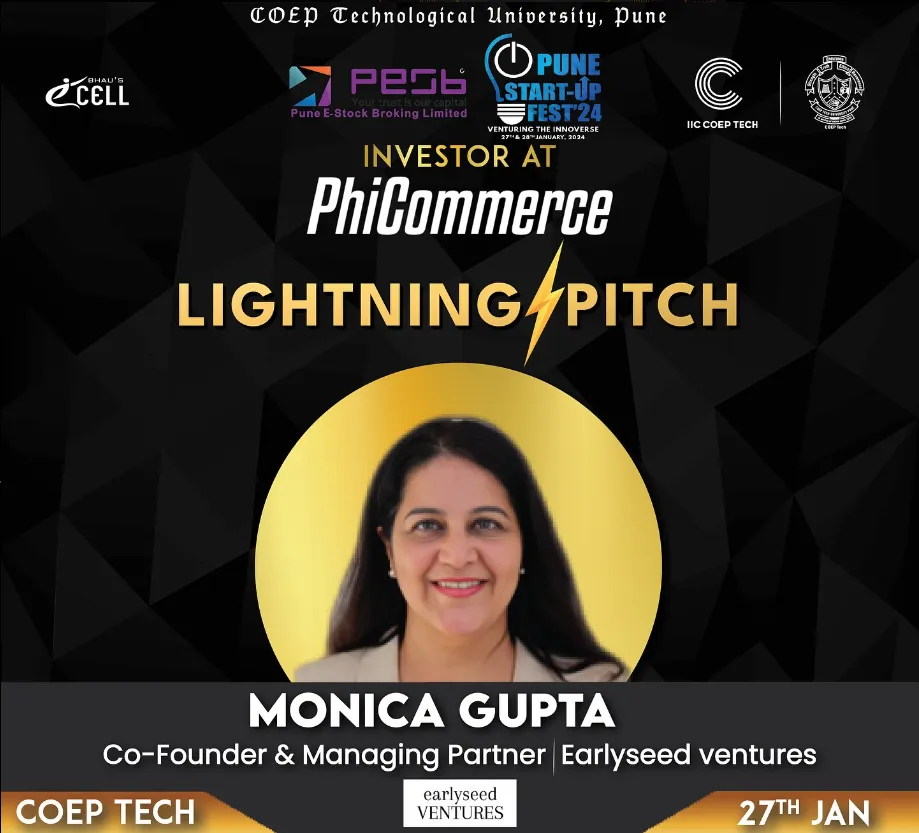 COEP Technological University, Pune
BHAU'S
CELL
PESB
Your trust is our capital
Pune E-Stock Broking Limited
PUNE
START-UP
FEST'24
VENTURING THE INNOVERSE
27TH & 28TH JANUARY, 2024
IIC COEP TECH
COEP Tech
INVESTOR AT
PhiCommerce
LIGHTNING PITCH
MONICA GUPTA
Co-Founder & Managing Partner | Earlyseed ventures
earlyseed
VENTURES
COEP TECH
27TH JAN